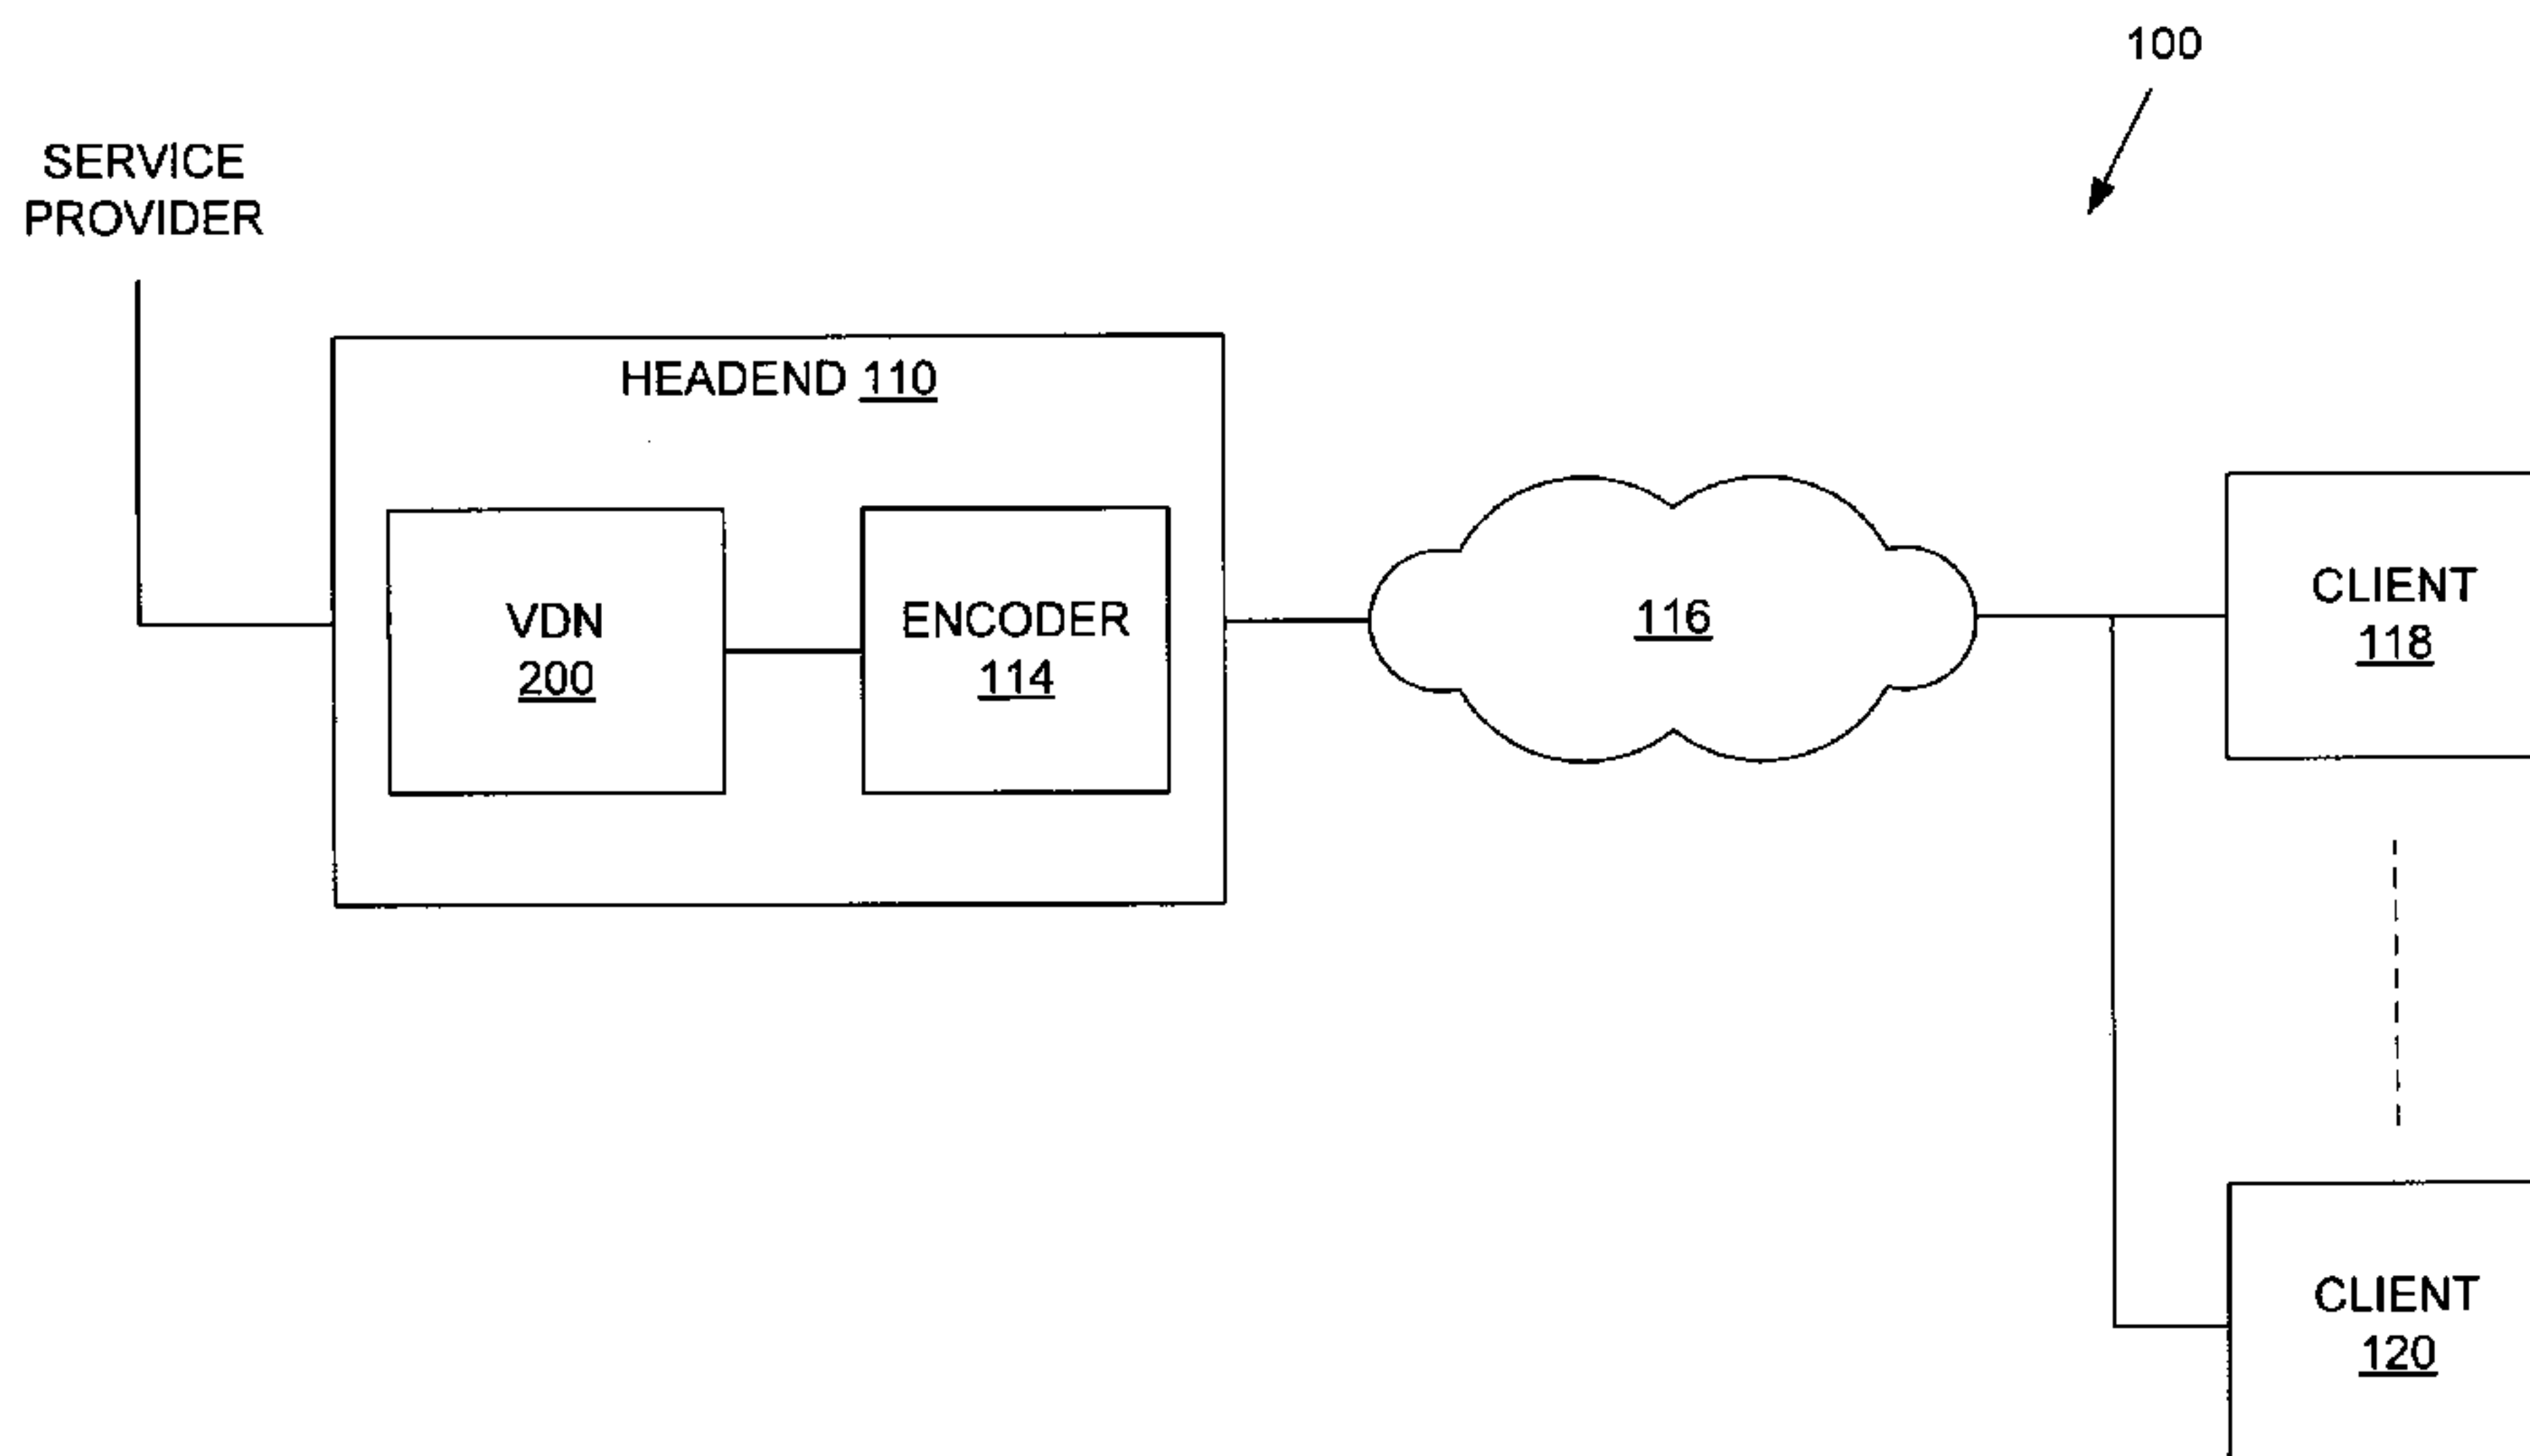 100
SERVICE
PROVIDER
HEADEND 110
VDN
200
ENCODER
114
116
CLIENT
118
CLIENT
120